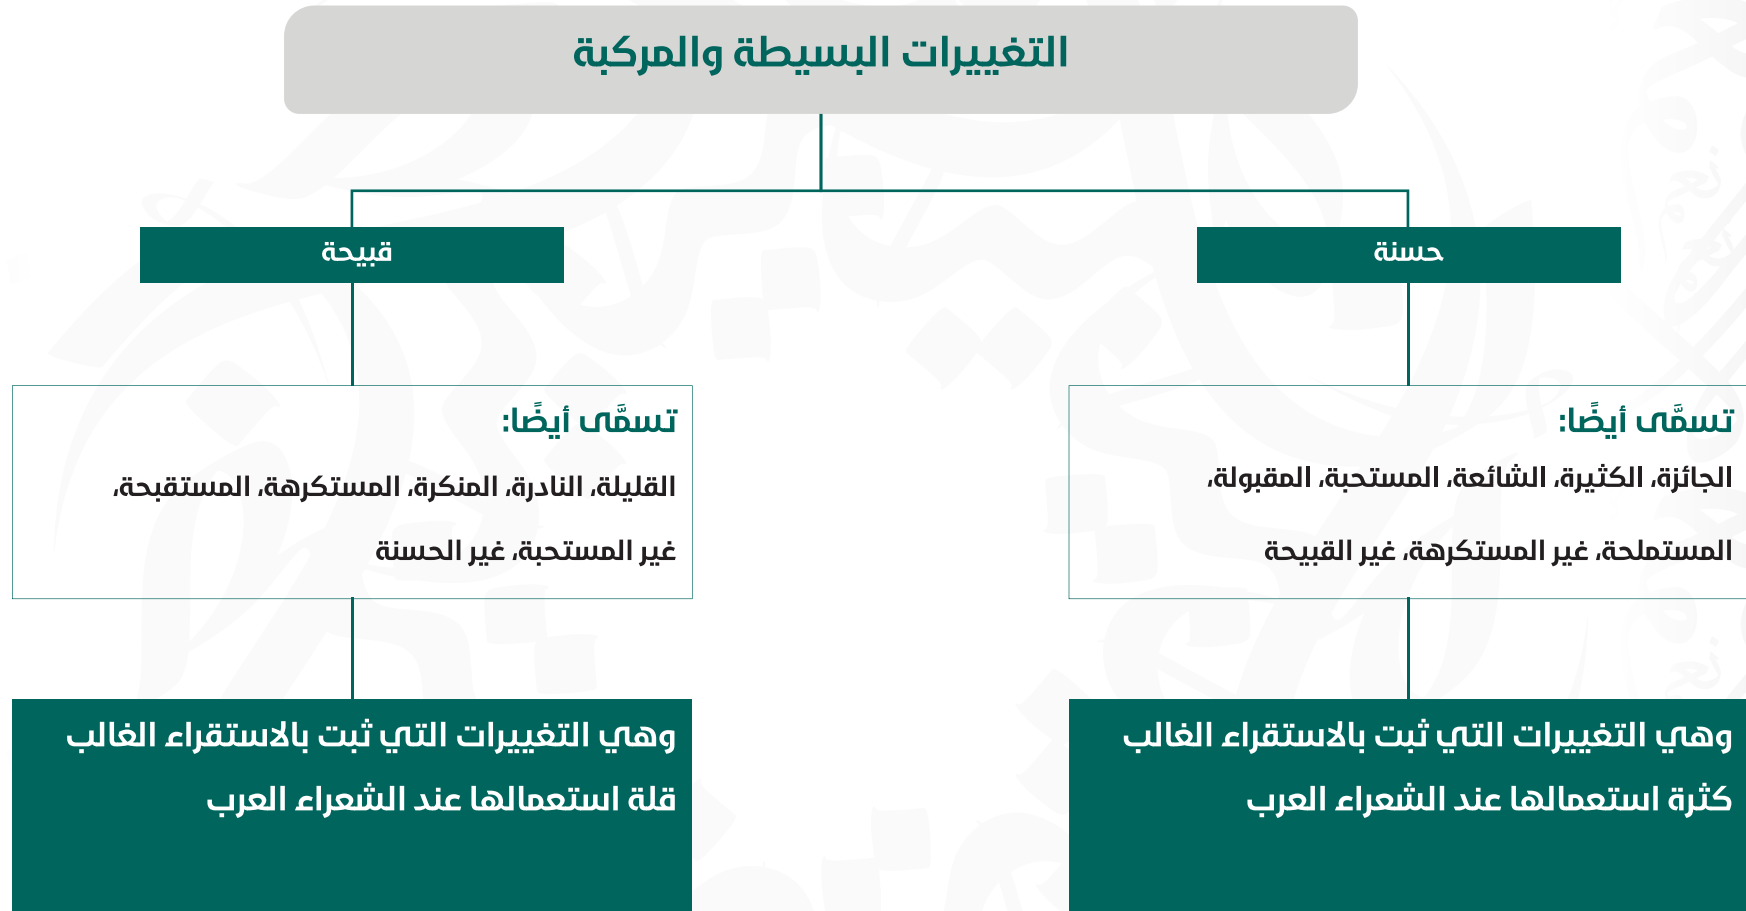 التغييرات البسيطة والمركبة
حسنة
قبيحة
تسمَّى أيضًا:
الجائزة، الكثيرة، الشائعة، المستحبة، المقبولة،
المستملحة، غير المستكرهة، غير القبيحة
تسمَّى أيضًا:
القليلة، النادرة، المنكرة، المستكرهة، المستقبحة،
غير المستحبة، غير الحسنة
وهي التغييرات التي ثبت بالاستقراء الغالب
كثرة استعمالها عند الشعراء العرب
وهي التغييرات التي ثبت بالاستقراء الغالب
قلة استعمالها عند الشعراء العرب